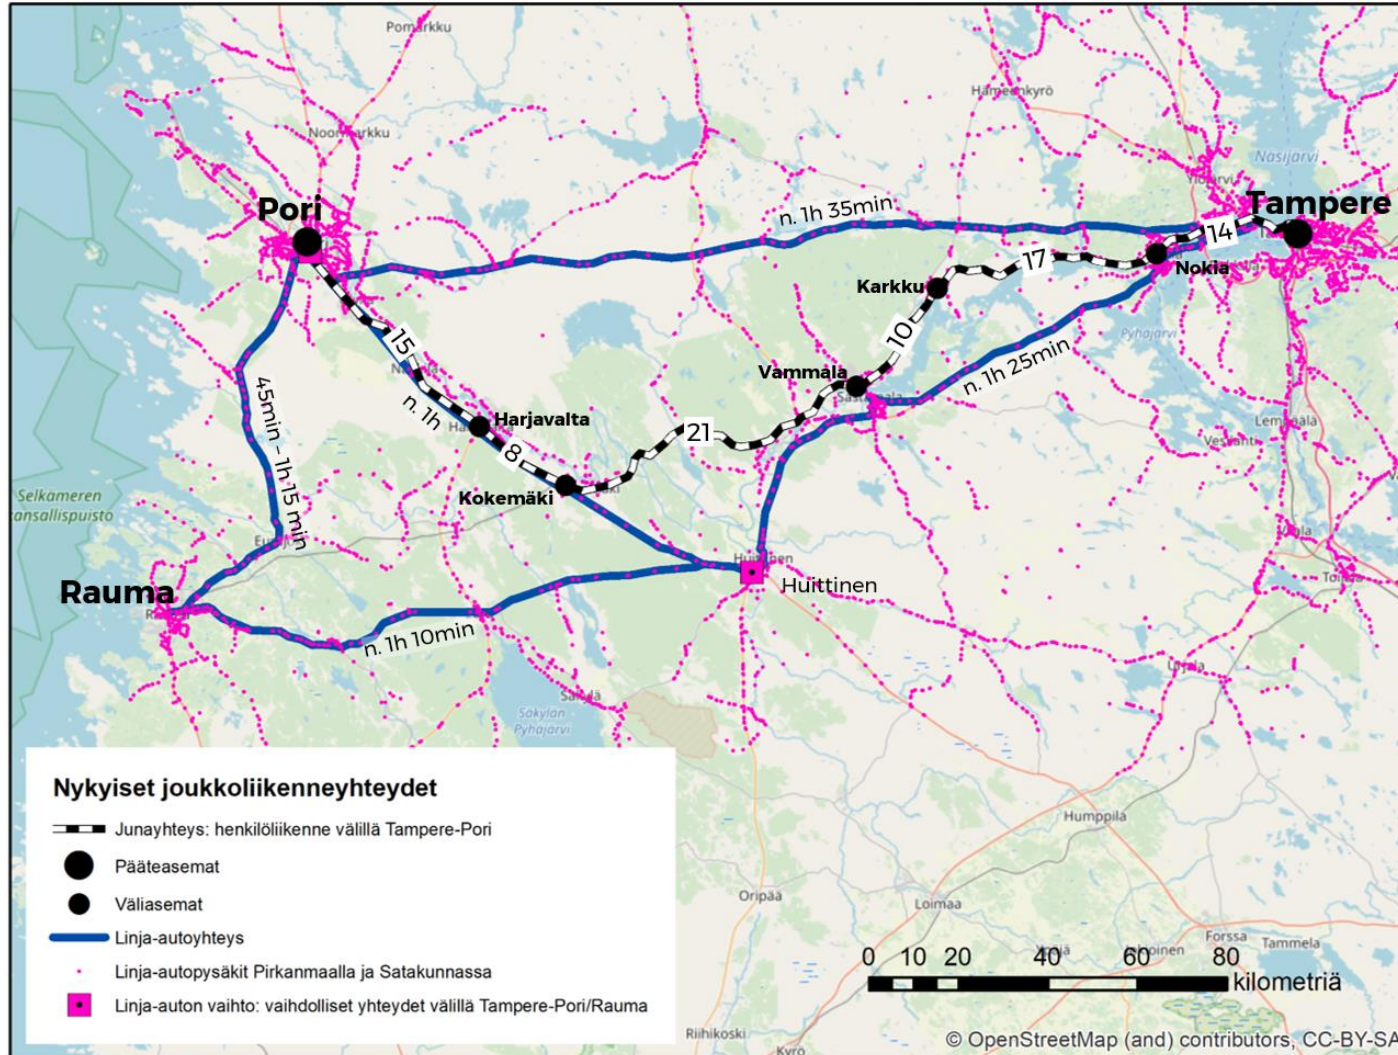 Pomarkku
Hämeenkyrö
Noormarkku
Näsijärvi
Ylöjärvi
Tampere
Pori
n. 1h 35min
14
17
Nokia
Karkku
10
Pyhäjärvi
15
n. 1h 25min
Vammala
n. 1h
45min – 1h 15 min
Harjavalta
21
8
Lempäälä
Vesilahti
Kokemäki
Selkämeren
kansallispuisto
Huittinen
Huittinen
Rauma
n. 1h 10min
Urjala
Säkylä
Säkylän
Pyhäjärvi
Nykyiset joukkoliikenneyhteydet
Junayhteys: henkilöliikenne välillä Tampere-Pori
Pääteasemat
Väliasemat
Linja-autoyhteys
Linja-autopysäkit Pirkanmaalla ja Satakunnassa
Linja-auton vaihto: vaihdolliset yhteydet välillä Tampere-Pori/Rauma
Humppila
Oripää
Loimaa
Forssa
Tammela
0 10 20 40 60 80
kilometriä
Riihikoski
Kyrö
© OpenStreetMap (and) contributors, CC-BY-SA